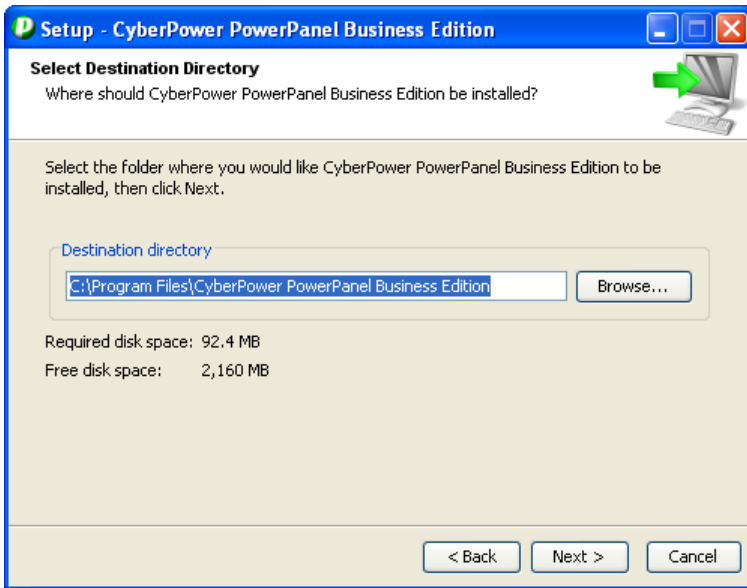 Setup - CyberPower PowerPanel Business Edition
Select Destination Directory
Where should CyberPower PowerPanel Business Edition be installed?
Select the folder where you would like CyberPower PowerPanel Business Edition to be
installed, then click Next.
Destination directory
C:\Program Files\CyberPower PowerPanel Business Edition
Browse...
Required disk space: 92.4 MB
Free disk space: 2,160 MB
< Back
Next >
Cancel